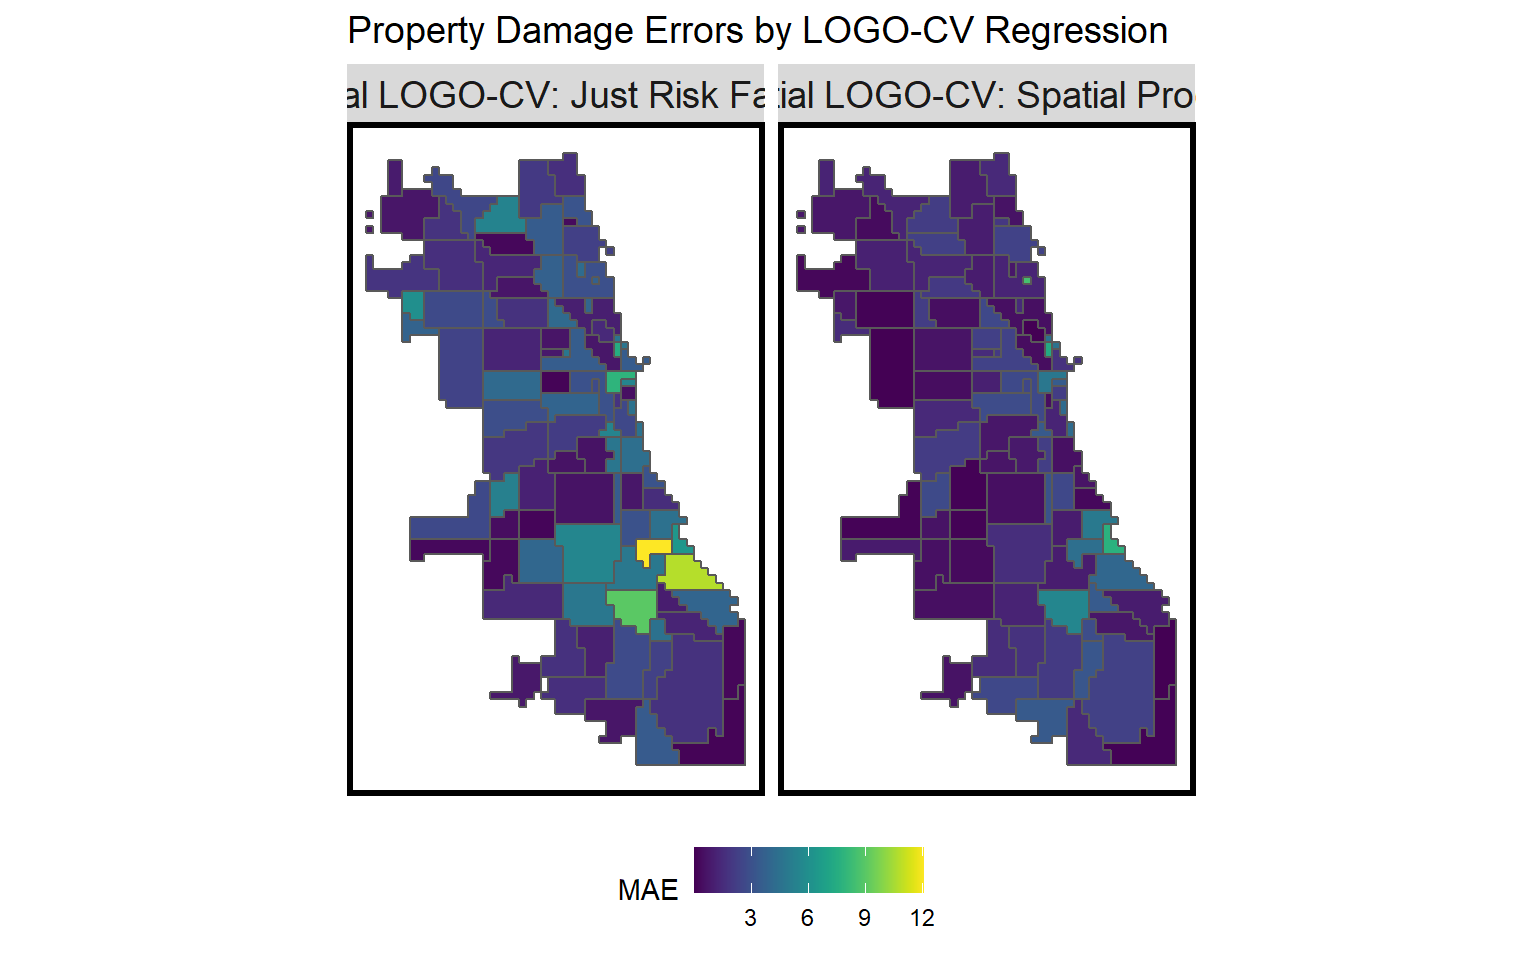 Property Damage Errors by LOGO-CV Regression
al LOGO-CV: Just Risk Fa
tial LOGO-CV: Spatial Pro
MAE
3 6 9 12